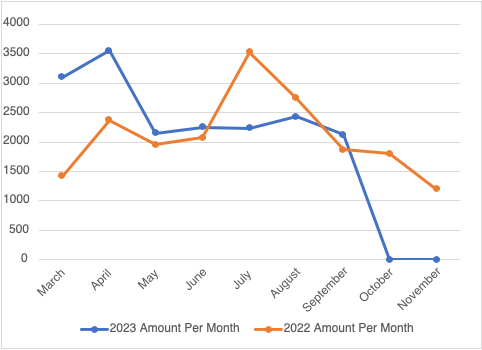 4000
3500
3000
2500
2000
1500
1000
500
0
March
April
May
June
July
August
September
October
November
2023 Amount Per Month
2022 Amount Per Month